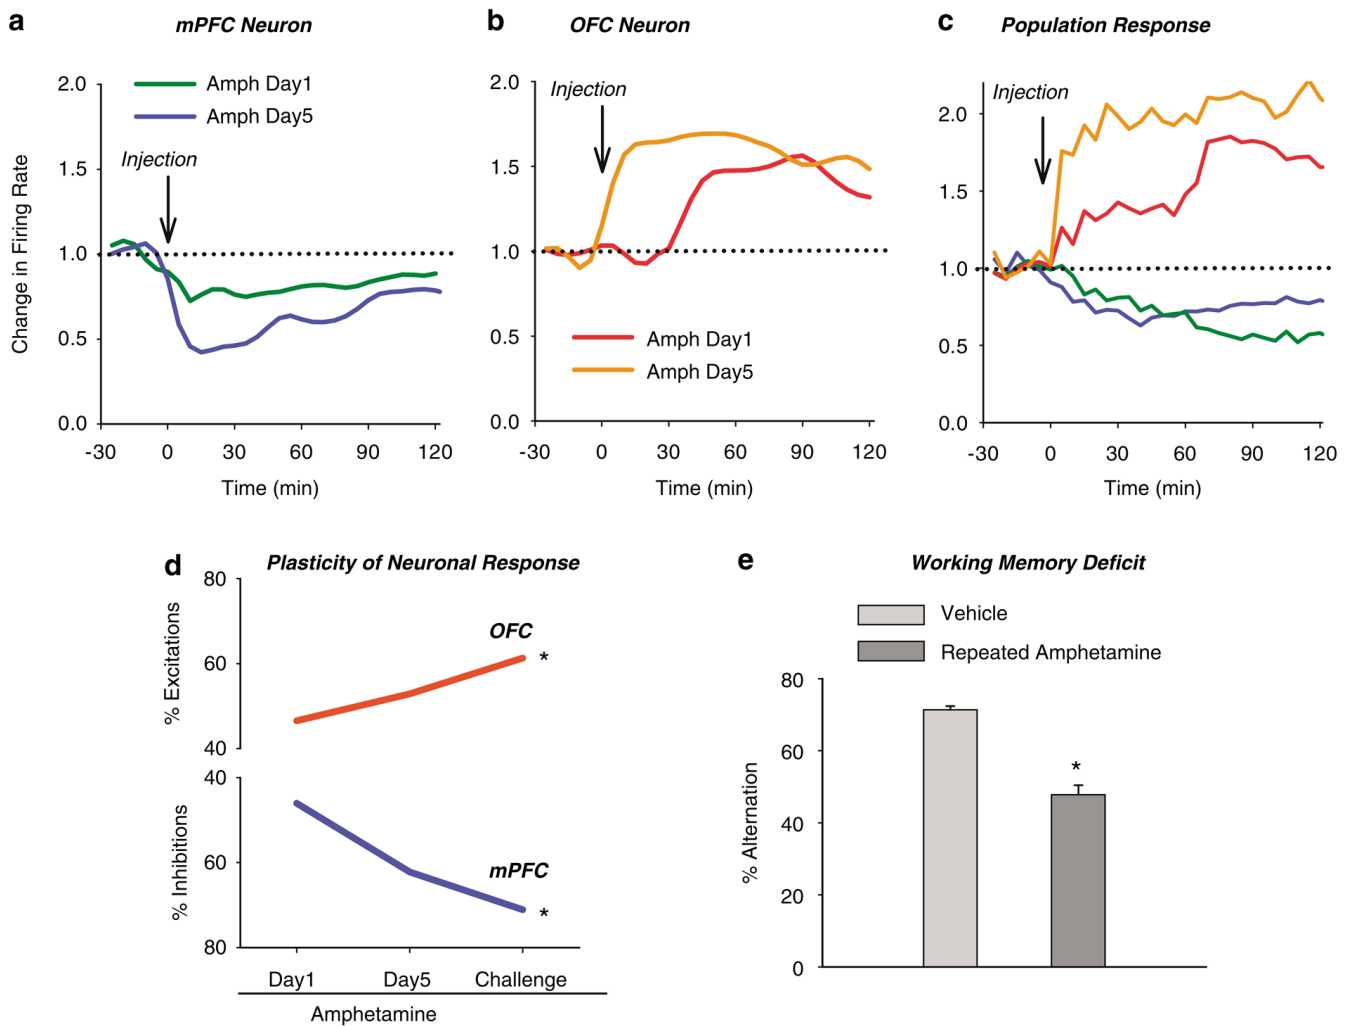 a
mPFC Neuron
Amph Day1
Amph Day5
Injection
Change in Firing Rate
2.0
1.5
1.0
0.5
0.0
-30 0 30 60 90 120
Time (min)
b
OFC Neuron
Injection
2.0
1.5
1.0
0.5
0.0
Amph Day1
Amph Day5
-30 0 30 60 90 120
Time (min)
c
Population Response
Injection
2.0
1.5
1.0
0.5
0.0
-30 0 30 60 90 120
Time (min)
d
Plasticity of Neuronal Response
% Excitations
80
60
40
OFC
*
% Inhibitions
40
60
80
mPFC
*
Day1 Day5 Challenge
Amphetamine
e
Working Memory Deficit
Vehicle
Repeated Amphetamine
% Alternation
80
60
40
20
0
*